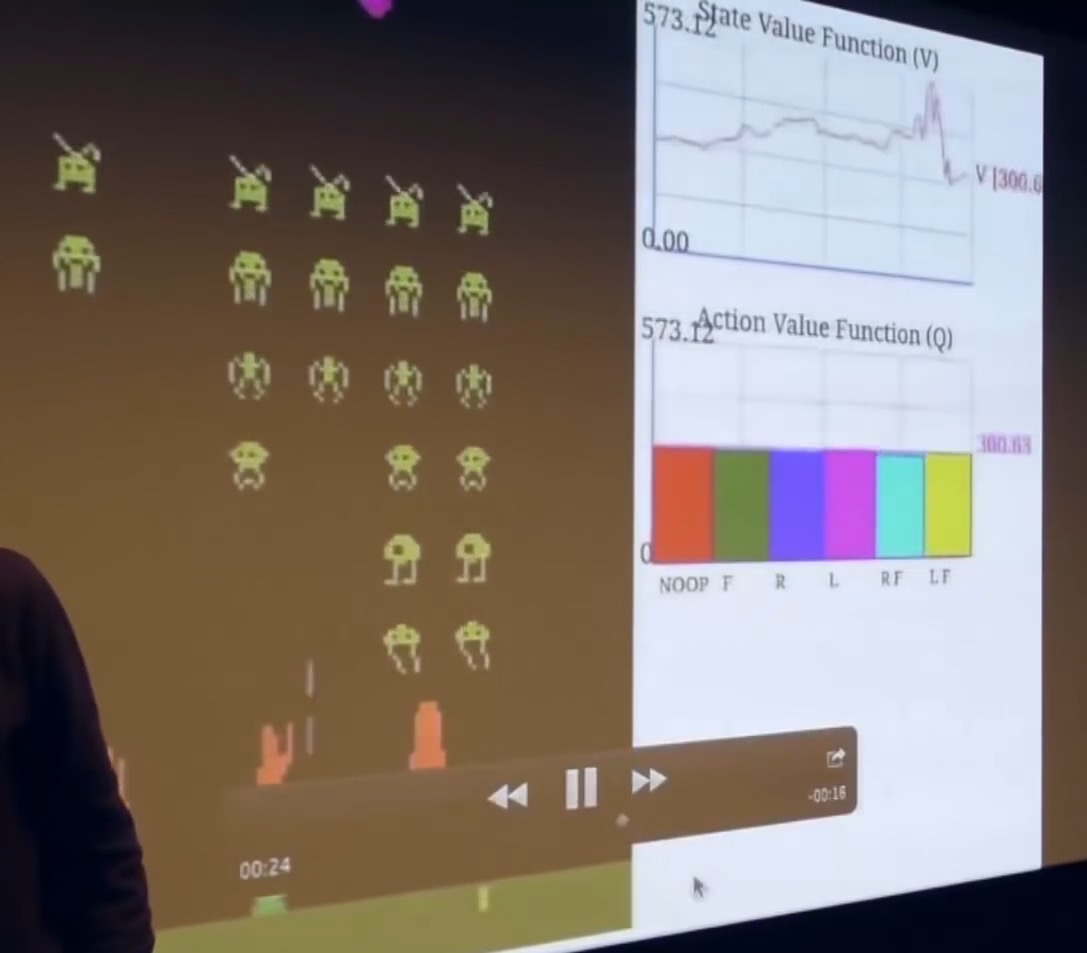 573.12
State Value Function (V)
V |300.6
0.00
573.12
Action Value Function (Q)
300.63
0
NOOP F R L RF LF
-00:16
00:24